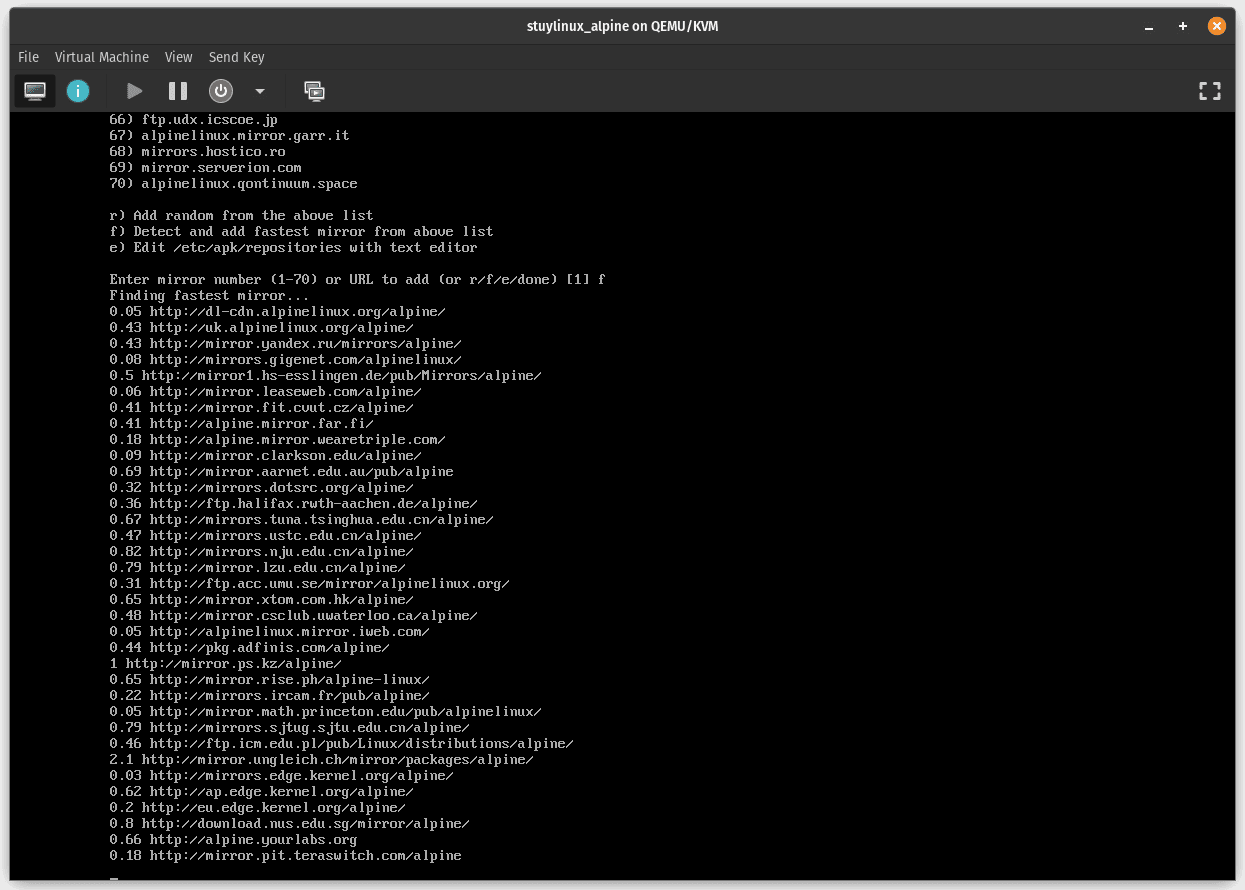 stuylinux_alpine on QEMU/KVM
File Virtual Machine View Send Key
66) ftp.udx.icscoe.jp
67) alpinelinux.mirror.garr.it
68) mirrors.hostico.ro
69) mirror.serverion.com
70) alpinelinux.qontinuum.space
r) Add random from the above list
f) Detect and add fastest mirror from above list
e) Edit /etc/apk/repositories with text editor
Enter mirror number (1-70) or URL to add (or r/f/e/done) [1] f
Finding fastest mirror...
0.05 http://dl-cdn.alpinelinux.org/alpine/
0.43 http://uk.alpinelinux.org/alpine/
0.43 http://mirror.yandex.ru/mirrors/alpine/
0.08 http://mirrors.gigenet.com/alpinelinux/
0.5 http://mirror1.hs-esslingen.de/pub/Mirrors/alpine/
0.06 http://mirror.leaseweb.com/alpine/
0.41 http://mirror.fit.cvut.cz/alpine/
0.41 http://alpine.mirror.far.fi/
0.18 http://alpine.mirror.wearetriple.com/
0.09 http://mirror.clarkson.edu/alpine/
0.69 http://mirror.aarnet.edu.au/pub/alpine
0.32 http://mirrors.dotsrc.org/alpine/
0.36 http://ftp.halifax.rwth-aachen.de/alpine/
0.67 http://mirrors.tuna.tsinghua.edu.cn/alpine/
0.47 http://mirrors.ustc.edu.cn/alpine/
0.82 http://mirrors.nju.edu.cn/alpine/
0.79 http://mirror.lzu.edu.cn/alpine/
0.31 http://ftp.acc.umu.se/mirror/alpinelinux.org/
0.65 http://mirror.xtom.com.hk/alpine/
0.48 http://mirror.csclub.uwaterloo.ca/alpine/
0.05 http://alpinelinux.mirror.iweb.com/
0.44 http://pkg.adfinis.com/alpine/
1 http://mirror.ps.kz/alpine/
0.65 http://mirror.rise.ph/alpine-linux/
0.22 http://mirrors.ircam.fr/pub/alpine/
0.05 http://mirror.math.princeton.edu/pub/alpinelinux/
0.79 http://mirrors.sjtug.sjtu.edu.cn/alpine/
0.46 http://ftp.icm.edu.pl/pub/Linux/distributions/alpine/
2.1 http://mirror.ungleich.ch/mirror/packages/alpine/
0.03 http://mirrors.edge.kernel.org/alpine/
0.62 http://ap.edge.kernel.org/alpine/
0.2 http://eu.edge.kernel.org/alpine/
0.8 http://download.nus.edu.sg/mirror/alpine/
0.66 http://alpine.yourlabs.org
0.18 http://mirror.pit.teraswitch.com/alpine